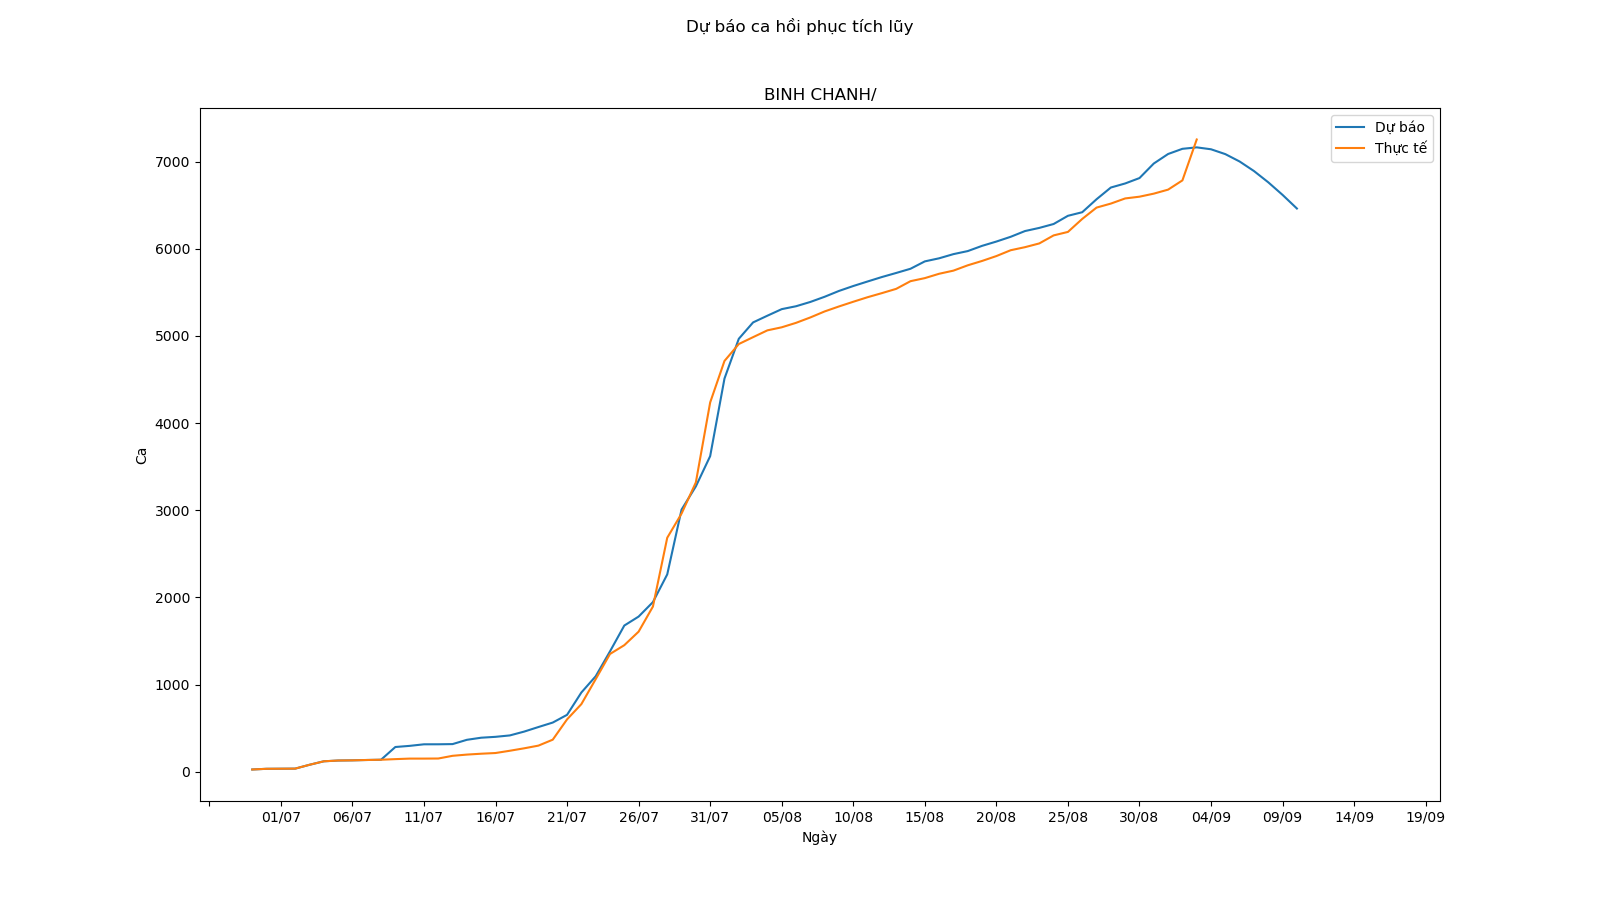 Dự báo ca hồi phục tích lũy
BINH CHANH/
Dự báo
Thực tế
7000
6000
5000
4000
3000
2000
1000
0
Ca
01/07 06/07 11/07 16/07 21/07 26/07 31/07 05/08 10/08 15/08 20/08 25/08 30/08 04/09 09/09 14/09 19/09
Ngày